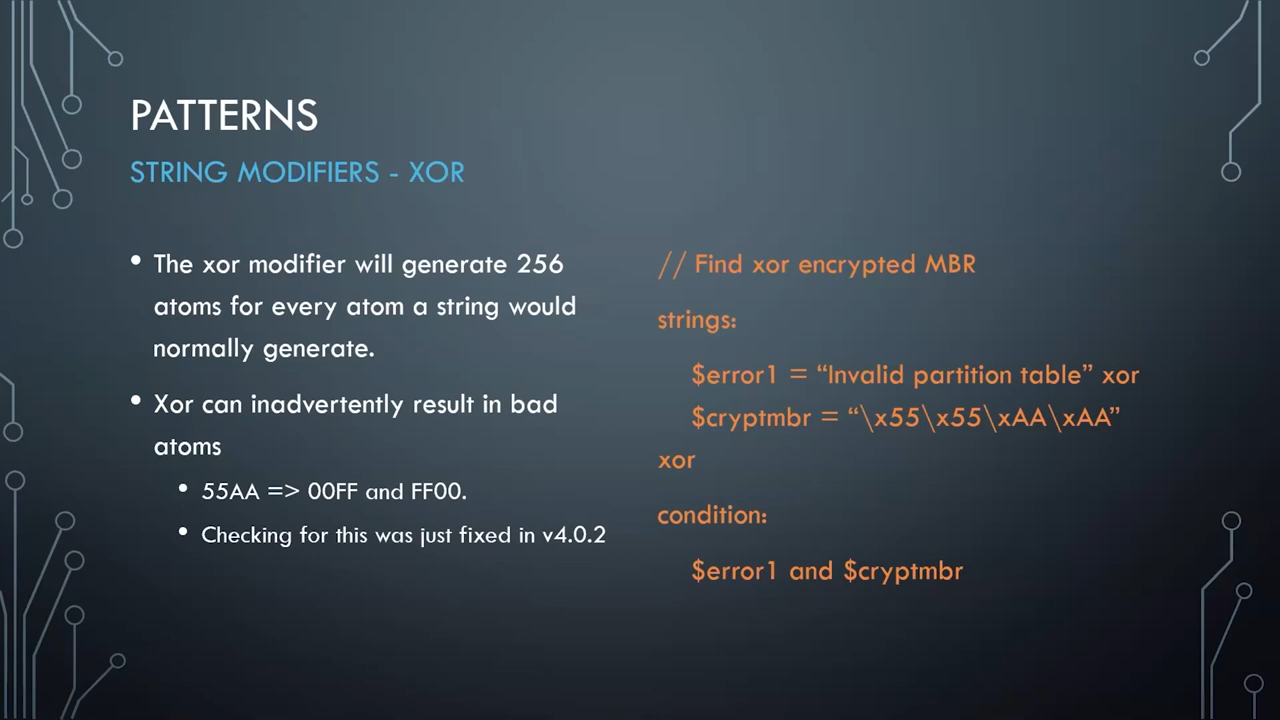 PATTERNS
STRING MODIFIERS - XOR
• The xor modifier will generate 256
atoms for every atom a string would
normally generate.
• Xor can inadvertently result in bad
atoms
• 55AA => 00FF and FF00.
• Checking for this was just fixed in v4.0.2
// Find xor encrypted MBR
strings:
$error1 = “Invalid partition table” xor
$cryptmbr = “\x55\x55\xAA\xAA”
xor
condition:
$error1 and $cryptmbr